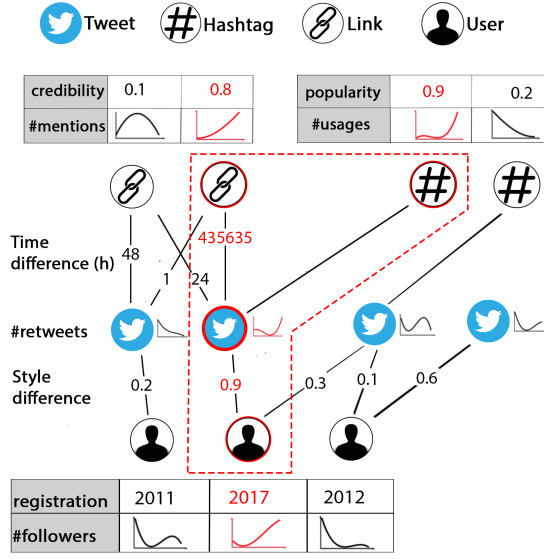 Tweet Hashtag Link User
credibility 0.1 0.8
#mentions
popularity 0.9 0.2
#usages
Time
difference (h)
435635
48
1 24
#retweets
Style
difference
0.2 0.9 0.3 0.1 0.6
registration 2011 2017 2012
#followers